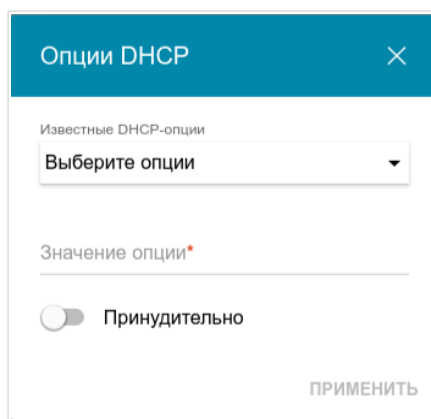 Опции DHCP
Известные DHCP-опции
Выберите опции
Значение опции*
Принудительно
ПРИМЕНИТЬ